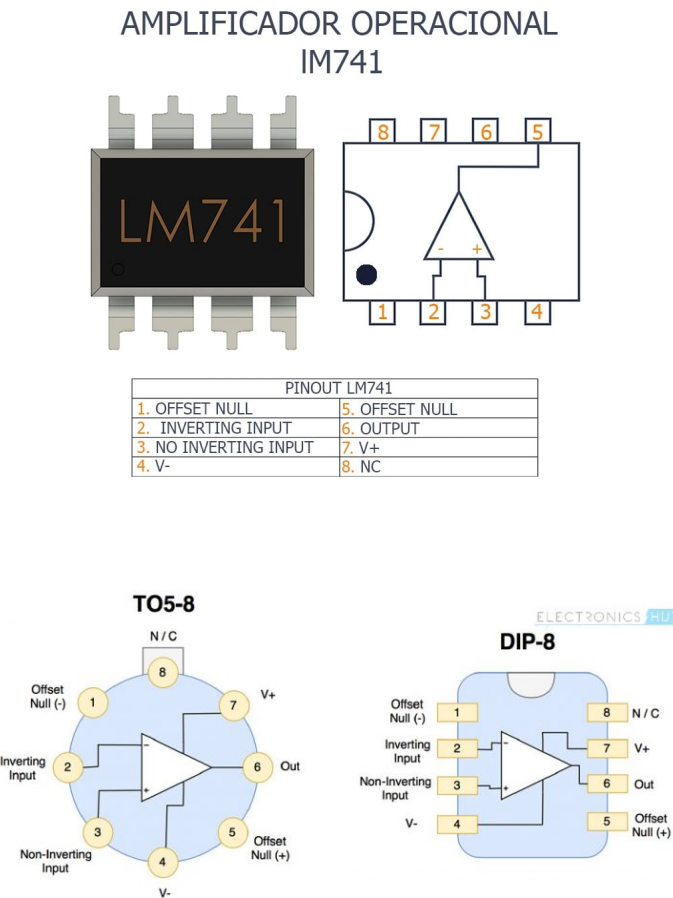 AMPLIFICADOR OPERACIONAL
lM741
LM741
8 7 6 5
- +
1 2 3 4
PINOUT LM741
1. OFFSET NULL 5. OFFSET NULL
2. INVERTING INPUT 6. OUTPUT
3. NO INVERTING INPUT 7. V+
4. V- 8. NC
TO5-8
N / C
8
Offset
Null (-)
1
7
V+
Inverting
Input
2
-
+
6
Out
3
Non-Inverting
Input
4
V-
5
Offset
Null (+)
ELECTRONICS HU
DIP-8
Offset
Null (-)
1
8
N / C
Inverting
Input
2
-
7
V+
Non-Inverting
Input
3
+
6
Out
V-
4
5
Offset
Null (+)